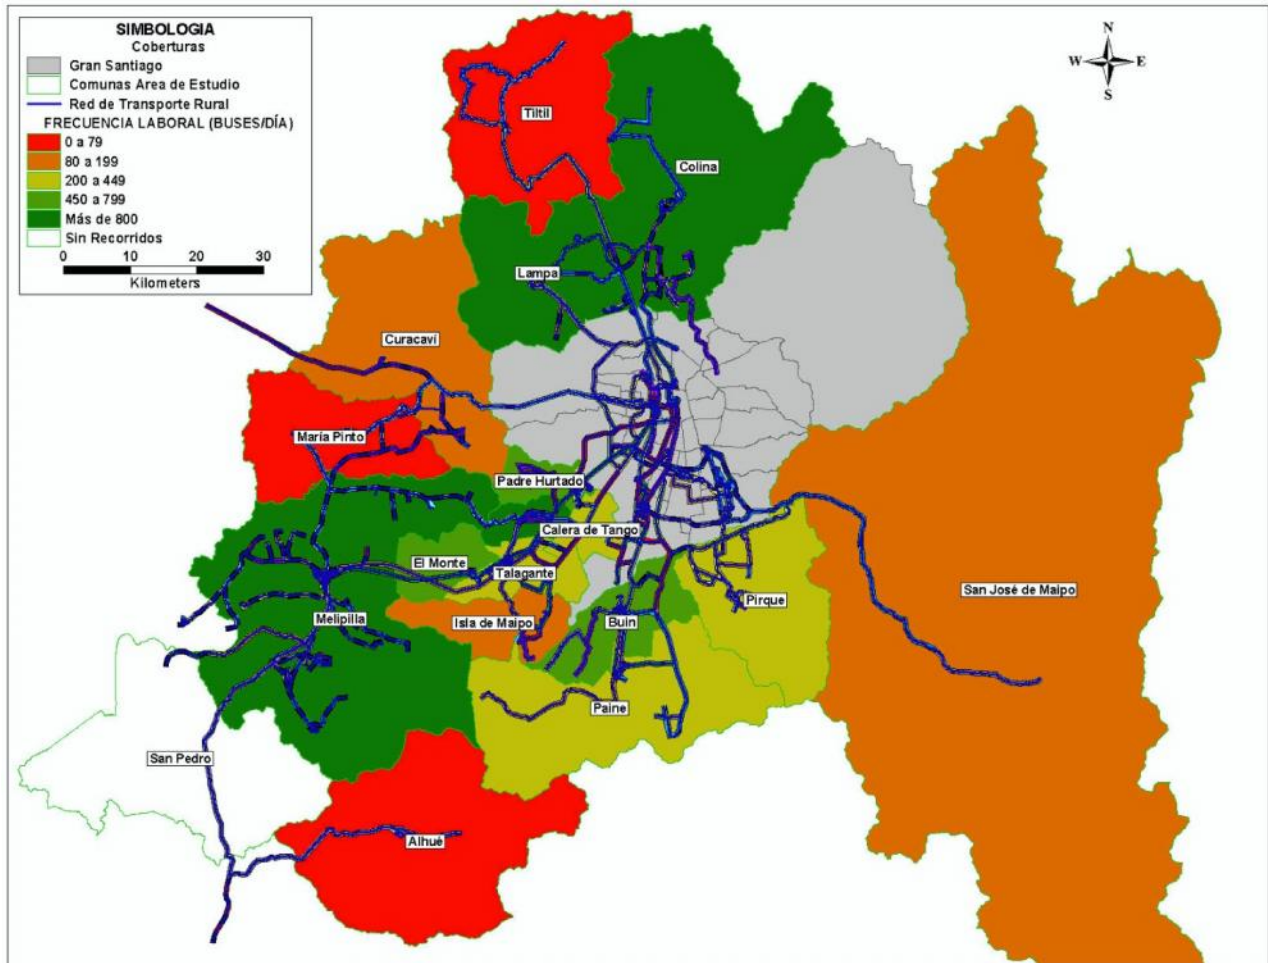 SIMBOLOGIA
Coberturas
Gran Santiago
Comunas Area de Estudio
Red de Transporte Rural
FRECUENCIA LABORAL (BUSES/DÍA)
0 a 79
80 a 199
200 a 449
450 a 799
Más de 800
Sin Recorridos
0 10 20 30
Kilometers
N
W E
S
Tiltil
Colina
Lampa
Curacaví
María Pinto
Padre Hurtado
Calera de Tango
El Monte
Talagante
San José de Maipo
Pirque
Melipilla
Isla de Maipo
Buin
Paine
San Pedro
Alhué